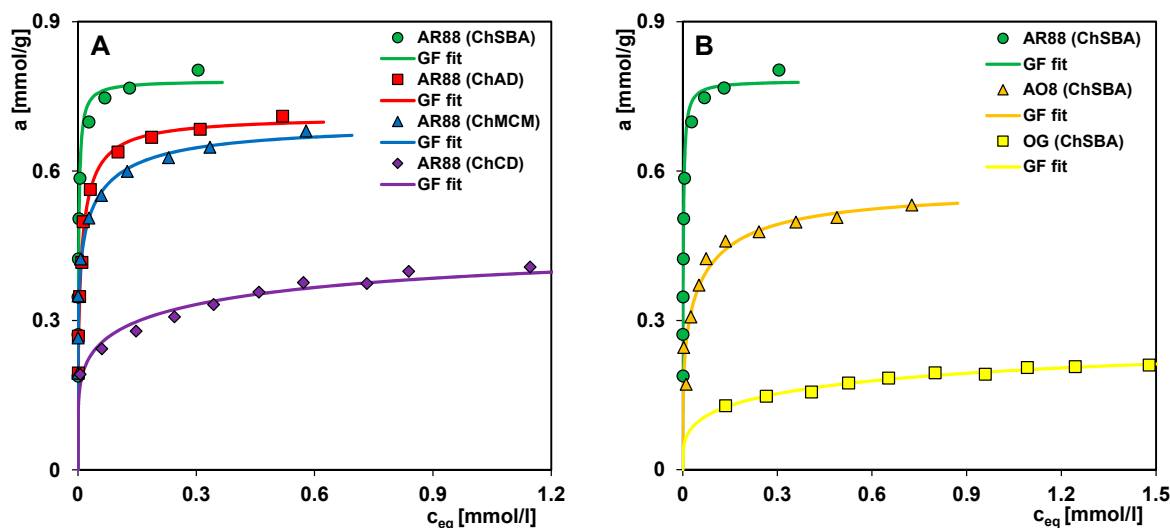 A
AR88 (ChSBA)
GF fit
AR88 (ChAD)
GF fit
AR88 (ChMCM)
GF fit
AR88 (ChCD)
GF fit
a [mmol/g]
0.9
0.6
0.3
0
0 0.3 0.6 0.9 1.2
c_eq [mmol/l]
B
AR88 (ChSBA)
GF fit
AO8 (ChSBA)
GF fit
OG (ChSBA)
GF fit
a [mmol/g]
0.9
0.6
0.3
0
0.0 0.3 0.6 0.9 1.2 1.5
c_eq [mmol/l]